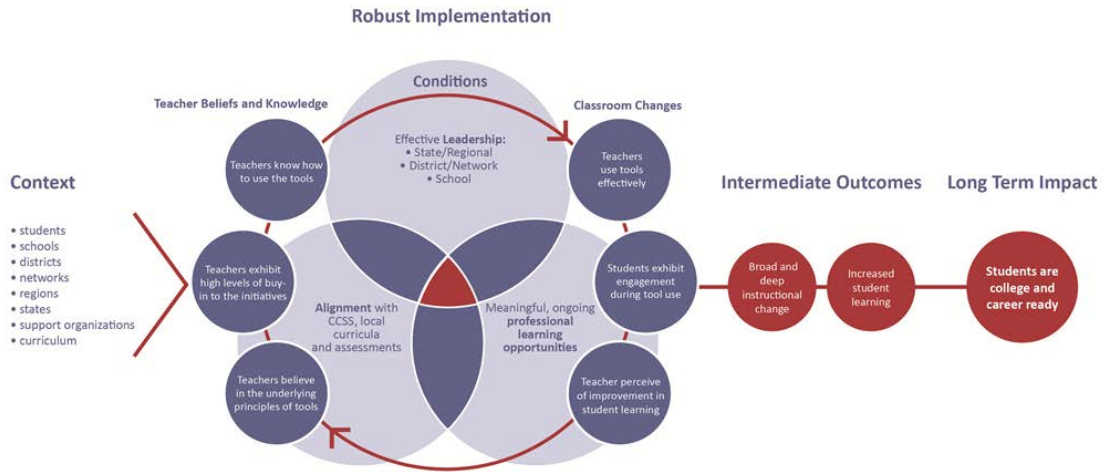 Robust Implementation
Context
• students
• schools
• districts
• networks
• regions
• states
• support organizations
• curriculum
Teacher Beliefs and Knowledge
Teachers know how
to use the tools
Teachers exhibit
high levels of buy-
in to the initiatives
Teachers believe
in the underlying
principles of tools
Conditions
Effective Leadership:
• State/Regional
• District/Network
• School
Alignment with
CCSS, local
curricula
and assessments
Meaningful, ongoing
professional
learning
opportunities
Classroom Changes
Teachers
use tools
effectively
Students exhibit
engagement
during tool use
Teacher perceive
of improvement in
student learning
Intermediate Outcomes
Broad and
deep
instructional
change
Increased
student
learning
Long Term Impact
Students are
college and
career ready